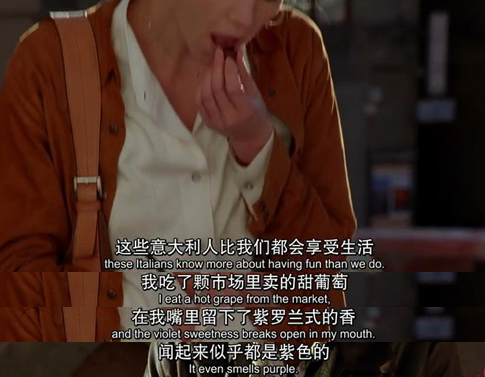 这些意大利人比我们都会享受生活
these Italians know more about having fun than we do.
我吃了颗市场里卖的甜葡萄
I eat a hot grape from the market,
在我嘴里留下了紫罗兰式的香
and the violet sweetness breaks open in my mouth.
闻起来似乎都是紫色的
It even smells purple.